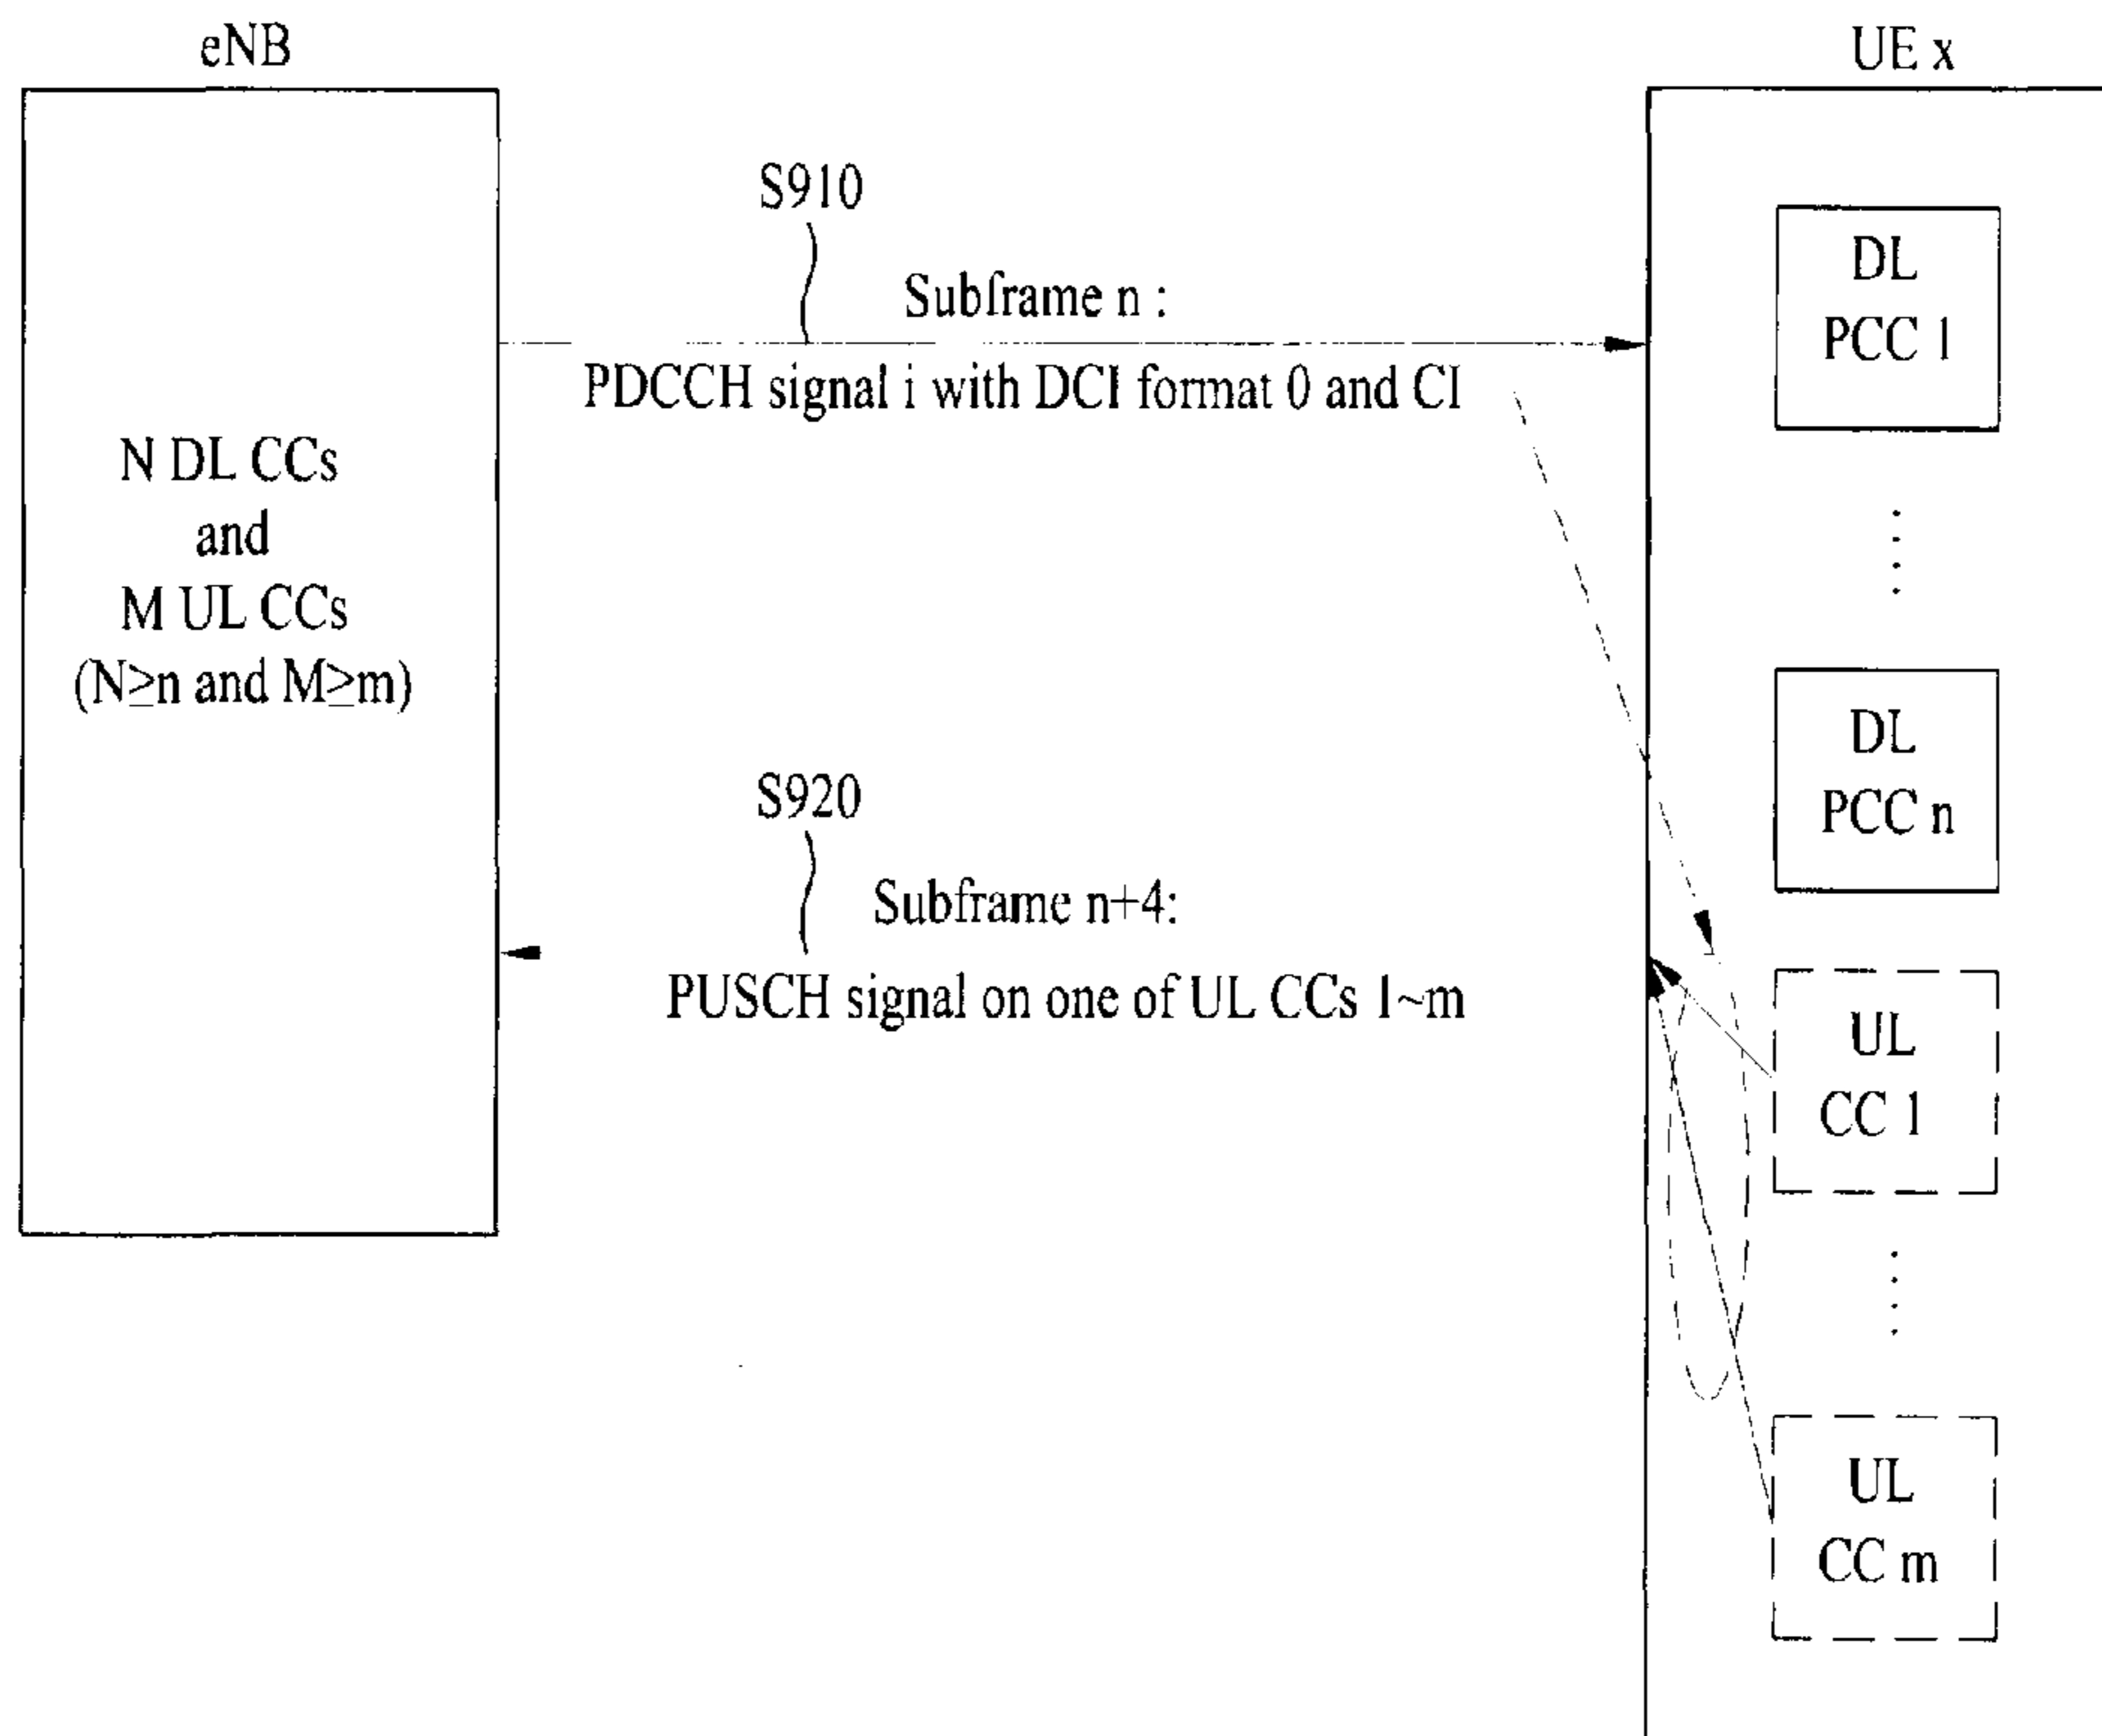 eNB
UE x
N DL CCs
and
M UL CCs
(N≥n and M≥m)
S910
Subframe n :
PDCCH signal i with DCI format 0 and CI
S920
Subframe n+4:
PUSCH signal on one of UL CCs 1~m
DL
PCC 1
DL
PCC n
UL
CC 1
UL
CC m